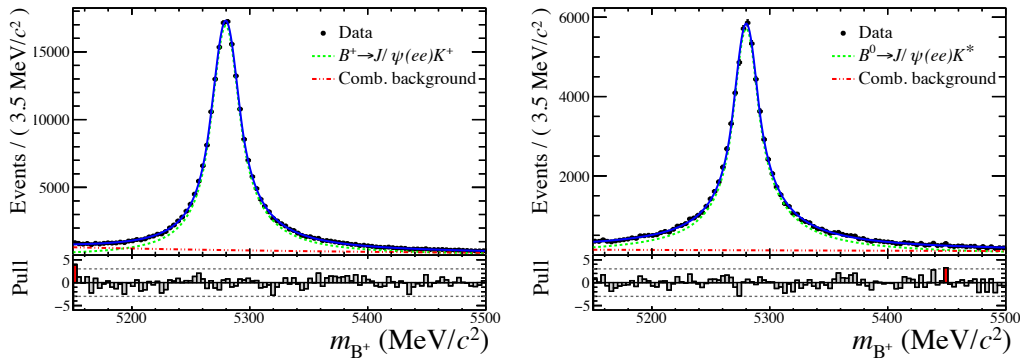 Events / ( 3.5 MeV/c²)
15000
10000
5000
Data
B⁺→J/ψ(ee)K⁺
Comb. background
Pull
5
0
−5
5200
5300
5400
5500
m_B⁺ (MeV/c²)
Events / ( 3.5 MeV/c²)
6000
4000
2000
Data
B⁰→J/ψ(ee)K*
Comb. background
Pull
5
0
−5
5200
5300
5400
5500
m_B⁺ (MeV/c²)